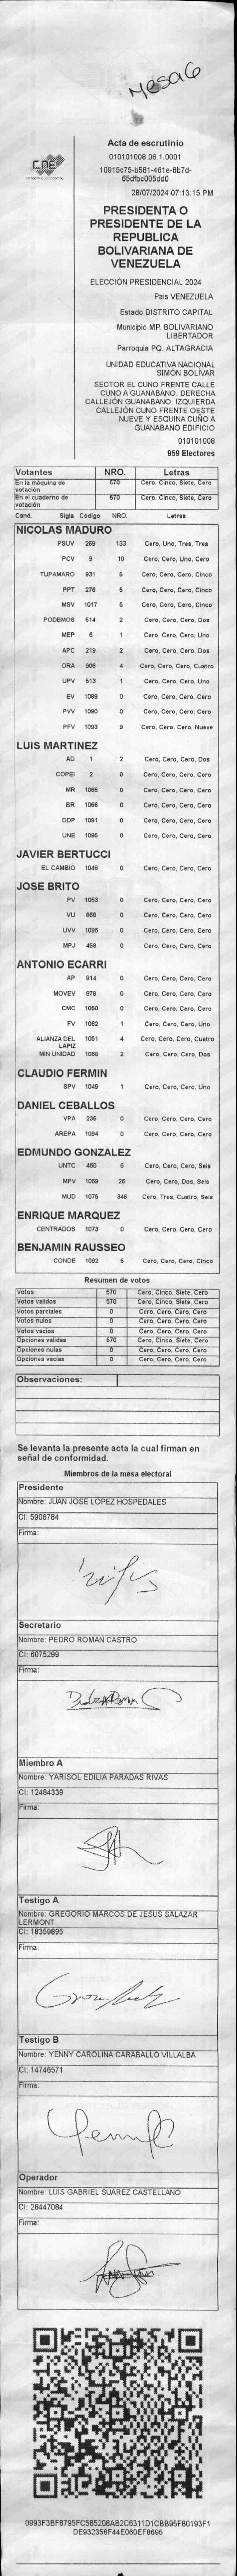 Mesa 6
CNE
Acta de escrutinio
010101008.06.1.0001
10915c75-b581-461e-8b7d-
65dfbc005dd0
28/07/2024 07:13:15 PM
PRESIDENTA O
PRESIDENTE DE LA
REPUBLICA
BOLIVARIANA DE
VENEZUELA
ELECCIÓN PRESIDENCIAL 2024
País VENEZUELA
Estado DISTRITO CAPITAL
Municipio MP. BOLIVARIANO
LIBERTADOR
Parroquia PQ. ALTAGRACIA
UNIDAD EDUCATIVA NACIONAL
SIMÓN BOLÍVAR
SECTOR EL CUNO FRENTE CALLE
CUNO A GUANABANO. DERECHA
CALLEJÓN GUANABANO. IZQUIERDA
CALLEJÓN CUNO FRENTE OESTE
NUEVE Y ESQUINA CUÑO A
GUANÁBANO EDIFICIO
010101008
959 Electores
Votantes NRO. Letras
En la máquina de votación 570 Cero, Cinco, Siete, Cero
En el cuaderno de votación 570 Cero, Cinco, Siete, Cero
Cand. Sigla Código NRO. Letras
NICOLAS MADURO
PSUV 269 133 Cero, Uno, Tres, Tres
PCV 9 10 Cero, Cero, Uno, Cero
TUPAMARO 931 5 Cero, Cero, Cero, Cinco
PPT 276 5 Cero, Cero, Cero, Cinco
MSV 1017 5 Cero, Cero, Cero, Cinco
PODEMOS 514 2 Cero, Cero, Cero, Dos
MEP 6 1 Cero, Cero, Cero, Uno
APC 219 2 Cero, Cero, Cero, Dos
ORA 906 4 Cero, Cero, Cero, Cuatro
UPV 513 1 Cero, Cero, Cero, Uno
EV 1089 0 Cero, Cero, Cero, Cero
PVV 1090 0 Cero, Cero, Cero, Cero
PFV 1093 9 Cero, Cero, Cero, Nueve
LUIS MARTINEZ
AD 1 2 Cero, Cero, Cero, Dos
COPEI 2 0 Cero, Cero, Cero, Cero
MR 1065 0 Cero, Cero, Cero, Cero
BR 1066 0 Cero, Cero, Cero, Cero
DDP 1091 0 Cero, Cero, Cero, Cero
UNE 1095 0 Cero, Cero, Cero, Cero
JAVIER BERTUCCI
EL CAMBIO 1048 0 Cero, Cero, Cero, Cero
JOSE BRITO
PV 1053 0 Cero, Cero, Cero, Cero
VU 868 0 Cero, Cero, Cero, Cero
UVV 1096 0 Cero, Cero, Cero, Cero
MPJ 458 0 Cero, Cero, Cero, Cero
ANTONIO ECARRI
AP 914 0 Cero, Cero, Cero, Cero
MOVEV 978 0 Cero, Cero, Cero, Cero
CMC 1050 0 Cero, Cero, Cero, Cero
FV 1062 1 Cero, Cero, Cero, Uno
ALIANZA DEL LAPIZ 1051 4 Cero, Cero, Cero, Cuatro
MIN UNIDAD 1088 2 Cero, Cero, Cero, Dos
CLAUDIO FERMIN
SPV 1049 1 Cero, Cero, Cero, Uno
DANIEL CEBALLOS
VPA 236 0 Cero, Cero, Cero, Cero
AREPA 1094 0 Cero, Cero, Cero, Cero
EDMUNDO GONZALEZ
UNTC 460 6 Cero, Cero, Cero, Seis
MPV 1069 26 Cero, Cero, Dos, Seis
MUD 1075 346 Cero, Tres, Cuatro, Seis
ENRIQUE MARQUEZ
CENTRADOS 1073 0 Cero, Cero, Cero, Cero
BENJAMIN RAUSSEO
CONDE 1092 5 Cero, Cero, Cero, Cinco
Resumen de votos
Votos 570 Cero, Cinco, Siete, Cero
Votos validos 570 Cero, Cinco, Siete, Cero
Votos parciales 0 Cero, Cero, Cero, Cero
Votos nulos 0 Cero, Cero, Cero, Cero
Votos vacios 0 Cero, Cero, Cero, Cero
Opciones validas 570 Cero, Cinco, Siete, Cero
Opciones nulas 0 Cero, Cero, Cero, Cero
Opciones vacias 0 Cero, Cero, Cero, Cero
Observaciones:
Se levanta la presente acta la cual firman en
señal de conformidad.
Miembros de la mesa electoral
Presidente
Nombre: JUAN JOSE LOPEZ HOSPEDALES
CI: 5906784
Firma:
Secretario
Nombre: PEDRO ROMAN CASTRO
CI: 6075299
Firma:
Pedro Roman C
Miembro A
Nombre: YARISOL EDILIA PARADAS RIVAS
CI: 12484339
Firma:
Testigo A
Nombre: GREGORIO MARCOS DE JESUS SALAZAR
LERMONT
CI: 18359895
Firma:
Testigo B
Nombre: YENNY CAROLINA CARABALLO VILLALBA
CI: 14746571
Firma:
Operador
Nombre: LUIS GABRIEL SUAREZ CASTELLANO
CI: 28447084
Firma:
0993F3BF8795FC585208AB2C6311D1CBB95F80193F1
DE932356F44E060EF8695